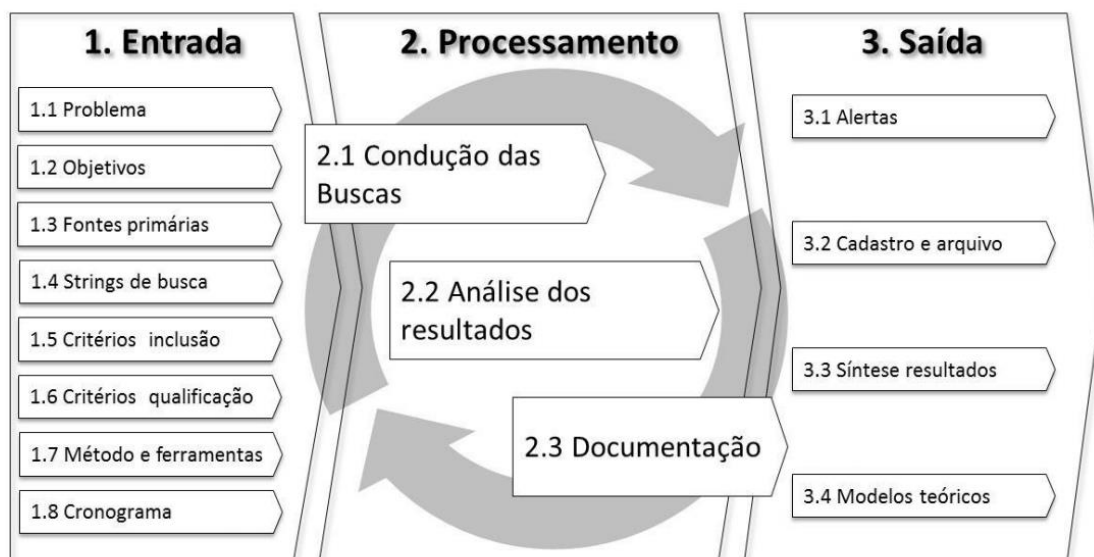 1. Entrada
1.1 Problema
1.2 Objetivos
1.3 Fontes primárias
1.4 Strings de busca
1.5 Critérios inclusão
1.6 Critérios qualificação
1.7 Método e ferramentas
1.8 Cronograma
2. Processamento
2.1 Condução das
Buscas
2.2 Análise dos
resultados
2.3 Documentação
3. Saída
3.1 Alertas
3.2 Cadastro e arquivo
3.3 Síntese resultados
3.4 Modelos teóricos